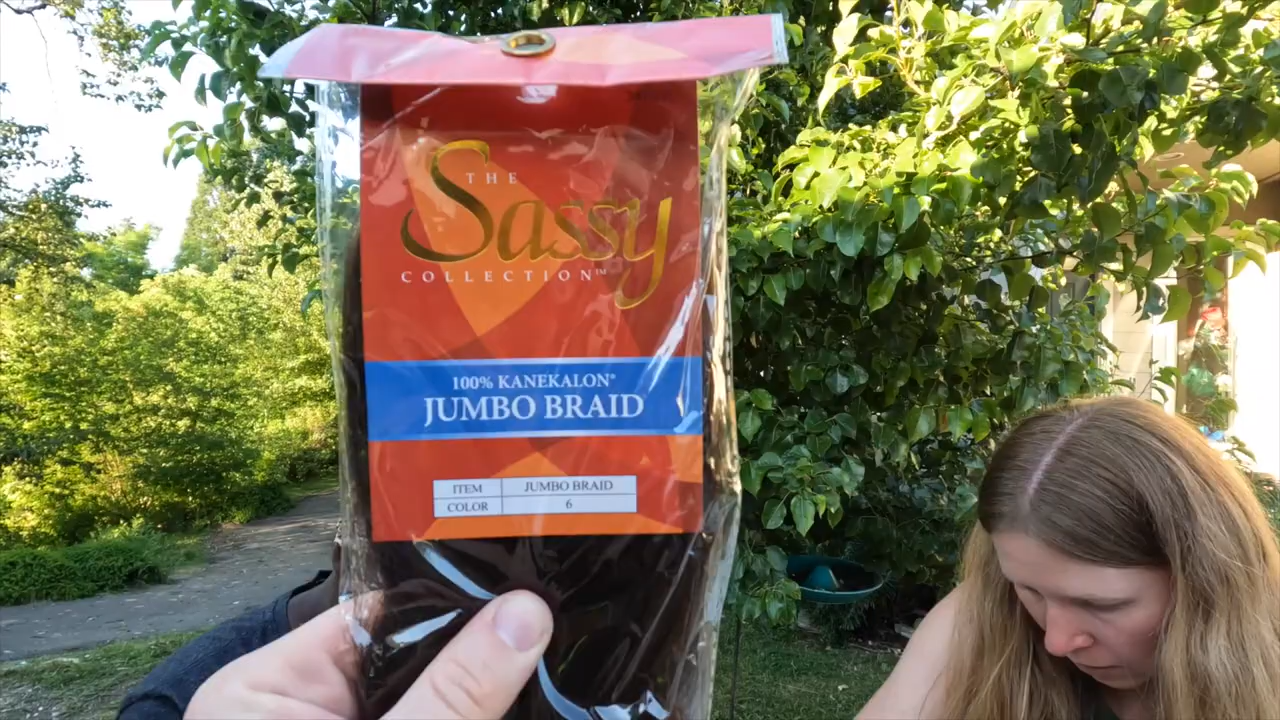 THE
Sassy
COLLECTION™
100% KANEKALON®
JUMBO BRAID
ITEM JUMBO BRAID
COLOR 6